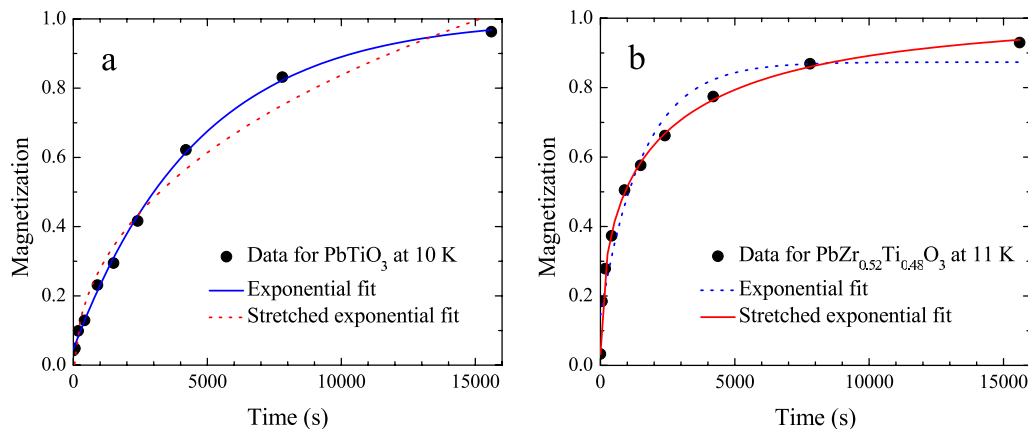 a
Magnetization
1.0
0.8
0.6
0.4
0.2
0.0
Data for PbTiO3 at 10 K
Exponential fit
Stretched exponential fit
0
5000
10000
15000
Time (s)
b
Magnetization
1.0
0.8
0.6
0.4
0.2
0.0
Data for PbZr0.52Ti0.48O3 at 11 K
Exponential fit
Stretched exponential fit
0
5000
10000
15000
Time (s)